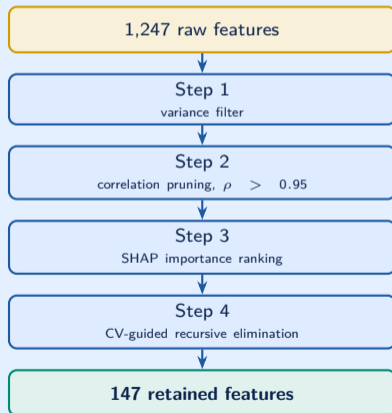 1,247 raw features
Step 1
variance filter
Step 2
correlation pruning, ρ > 0.95
Step 3
SHAP importance ranking
Step 4
CV-guided recursive elimination
147 retained features